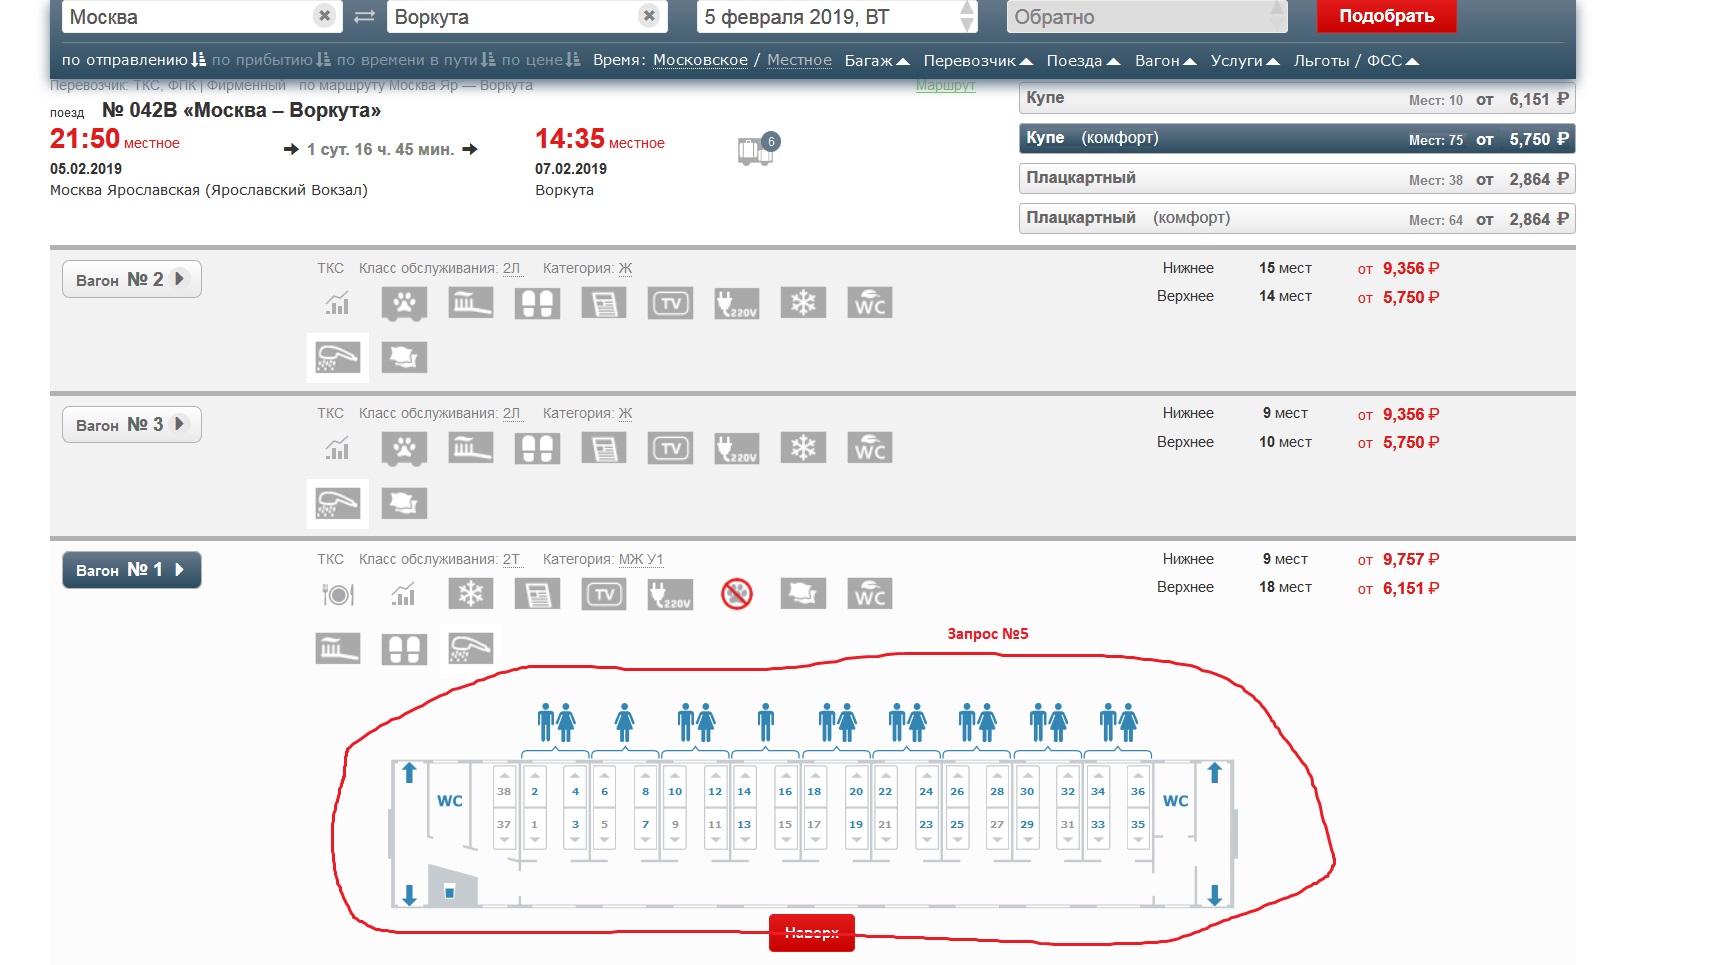 Москва Воркута 5 февраля 2019, ВТ Обратно Подобрать
по отправлению по прибытию по времени в пути по цене Время: Московское / Местное Багаж Перевозчик Поезда Вагон Услуги Льготы / ФСС
Перевозчик: ТКС, ФПК | Фирменный по маршруту Москва Яр — Воркута Маршрут
поезд № 042В «Москва – Воркута»
21:50 местное 1 сут. 16 ч. 45 мин. 14:35 местное 6
05.02.2019 07.02.2019
Москва Ярославская (Ярославский Вокзал) Воркута
Купе Мест: 10 от 6,151 ₽
Купе (комфорт) Мест: 75 от 5,750 ₽
Плацкартный Мест: 38 от 2,864 ₽
Плацкартный (комфорт) Мест: 64 от 2,864 ₽
Вагон № 2 ТКС Класс обслуживания: 2Л Категория: Ж Нижнее 15 мест от 9,356 ₽
Верхнее 14 мест от 5,750 ₽
TV 220V WC
Вагон № 3 ТКС Класс обслуживания: 2Л Категория: Ж Нижнее 9 мест от 9,356 ₽
Верхнее 10 мест от 5,750 ₽
TV 220V WC
Вагон № 1 ТКС Класс обслуживания: 2Т Категория: МЖ У1 Нижнее 9 мест от 9,757 ₽
Верхнее 18 мест от 6,151 ₽
TV 220V WC
Запрос №5
WC 38 2 4 6 8 10 12 14 16 18 20 22 24 26 28 30 32 34 36 WC
37 1 3 5 7 9 11 13 15 17 19 21 23 25 27 29 31 33 35
Наверх